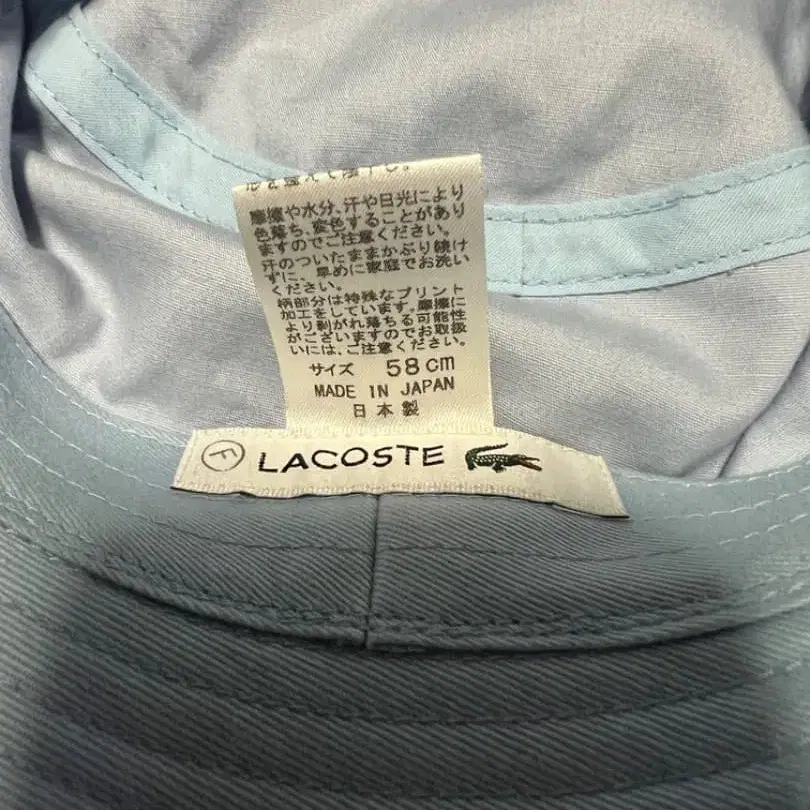 摩擦や水分、汗や日光により
色落ち、変色することがあり
ますのでご注意ください。
汗のついたままかぶり続け
ずに、早めに家庭でお洗い
ください。
柄部分は特殊なプリント
加工をしています。摩擦に
より剥がれ落ちる可能性
がございますのでお取扱
いには、ご注意ください。
サイズ 58cm
MADE IN JAPAN
日本製
F LACOSTE